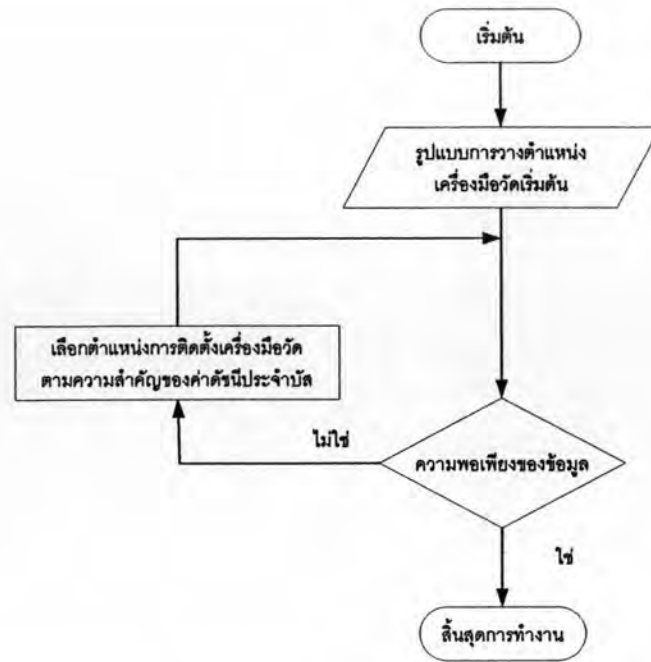 เริ่มต้น
รูปแบบการวางตำแหน่ง
เครื่องมือวัดเริ่มต้น
เลือกตำแหน่งการติดตั้งเครื่องมือวัด
ตามความสำคัญของค่าดัชนีประจำบัส
ไม่ใช่
ความพอเพียงของข้อมูล
ใช่
สิ้นสุดการทำงาน